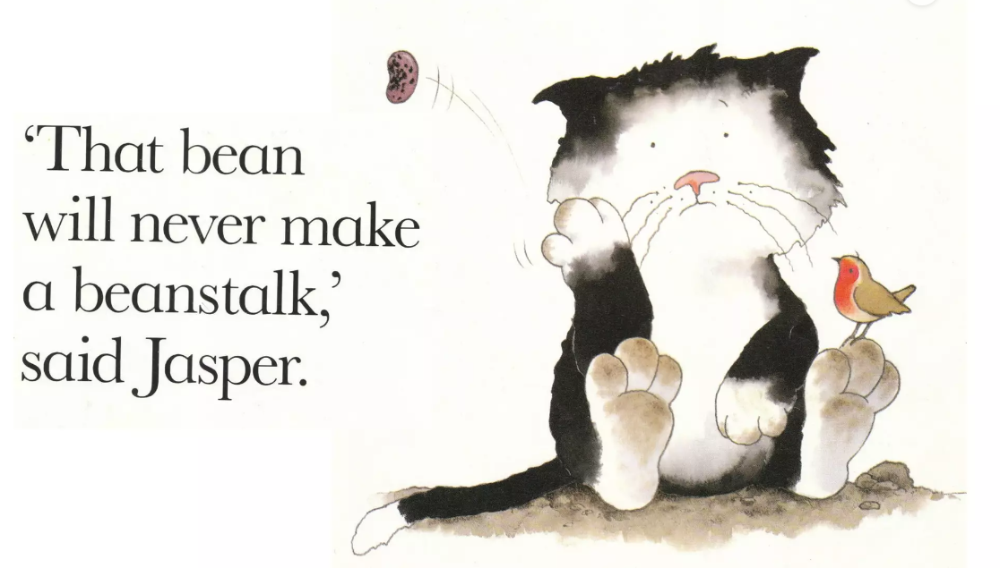 ‘That bean
will never make
a beanstalk,’
said Jasper.